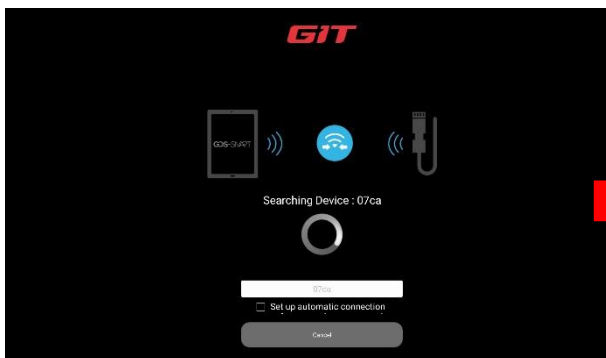 GIT
GDS-SMART
Searching Device : 07ca
07ca
Set up automatic connection
Cancel